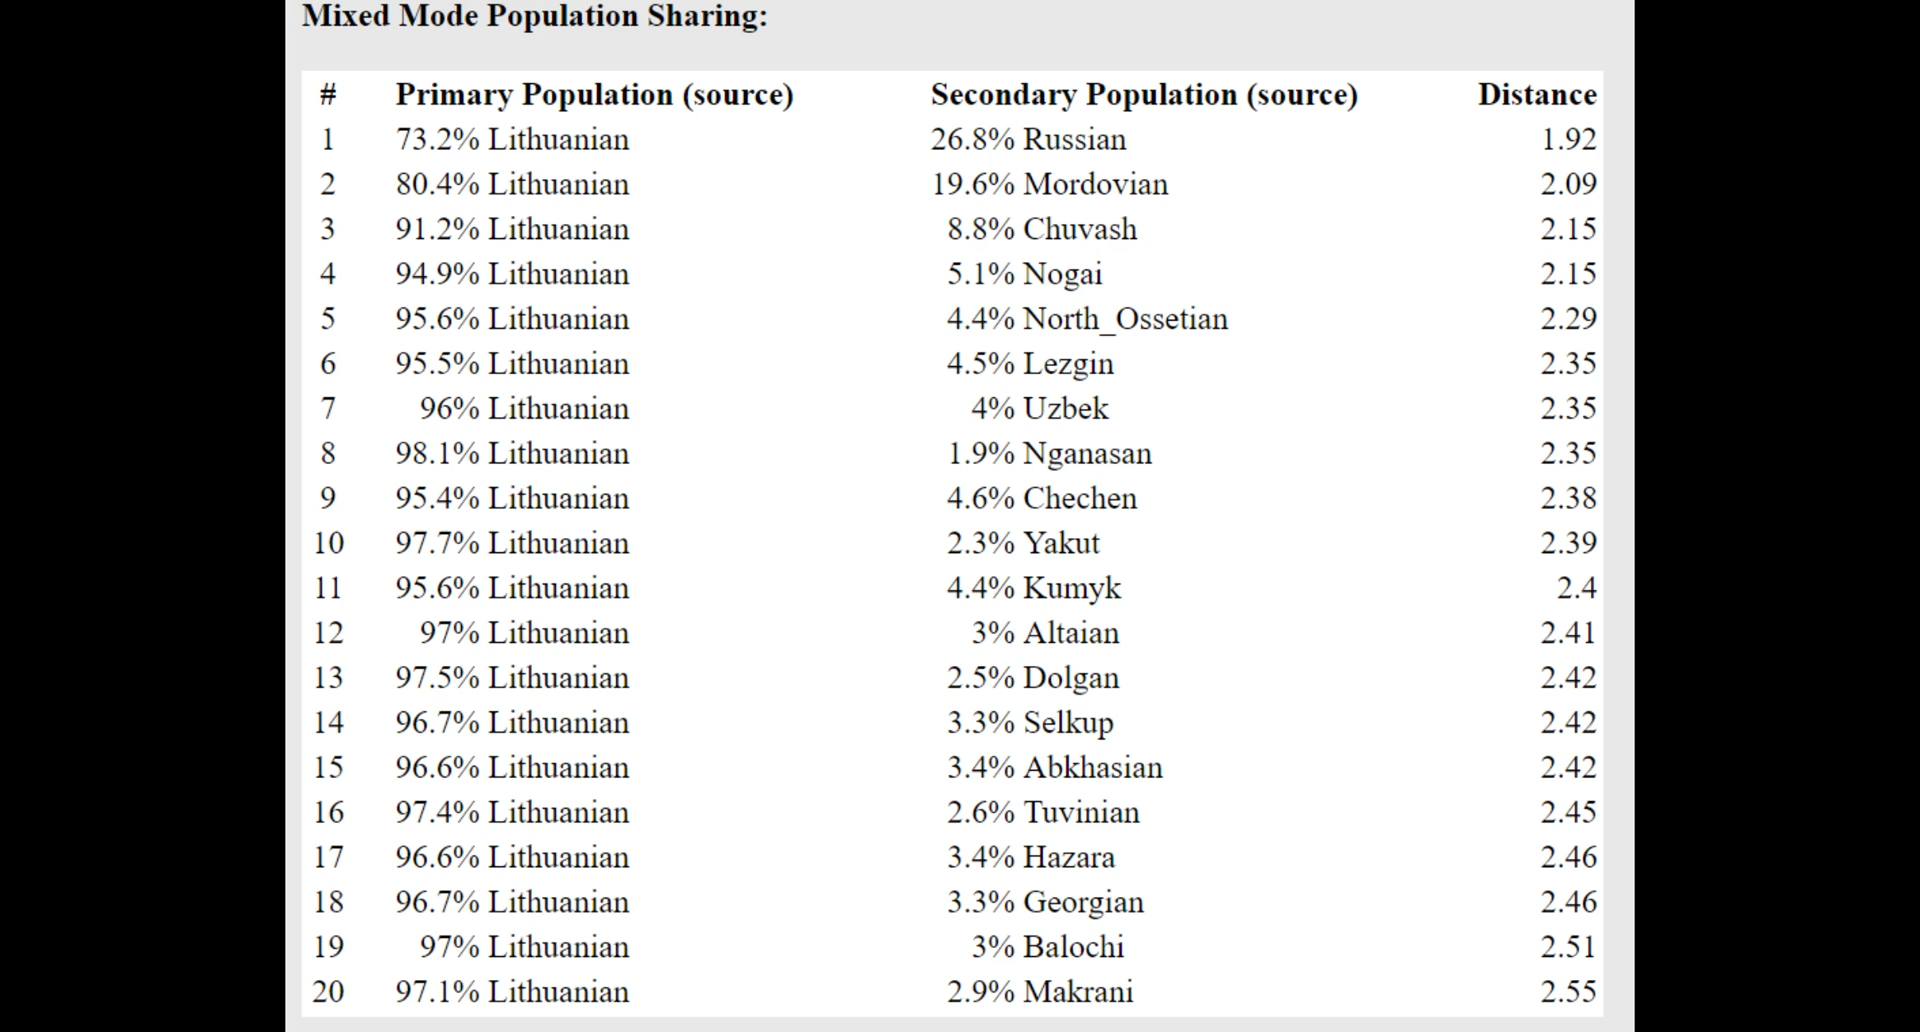 Mixed Mode Population Sharing:
# Primary Population (source) Secondary Population (source) Distance
1 73.2% Lithuanian 26.8% Russian 1.92
2 80.4% Lithuanian 19.6% Mordovian 2.09
3 91.2% Lithuanian 8.8% Chuvash 2.15
4 94.9% Lithuanian 5.1% Nogai 2.15
5 95.6% Lithuanian 4.4% North_Ossetian 2.29
6 95.5% Lithuanian 4.5% Lezgin 2.35
7 96% Lithuanian 4% Uzbek 2.35
8 98.1% Lithuanian 1.9% Nganasan 2.35
9 95.4% Lithuanian 4.6% Chechen 2.38
10 97.7% Lithuanian 2.3% Yakut 2.39
11 95.6% Lithuanian 4.4% Kumyk 2.4
12 97% Lithuanian 3% Altaian 2.41
13 97.5% Lithuanian 2.5% Dolgan 2.42
14 96.7% Lithuanian 3.3% Selkup 2.42
15 96.6% Lithuanian 3.4% Abkhasian 2.42
16 97.4% Lithuanian 2.6% Tuvinian 2.45
17 96.6% Lithuanian 3.4% Hazara 2.46
18 96.7% Lithuanian 3.3% Georgian 2.46
19 97% Lithuanian 3% Balochi 2.51
20 97.1% Lithuanian 2.9% Makrani 2.55